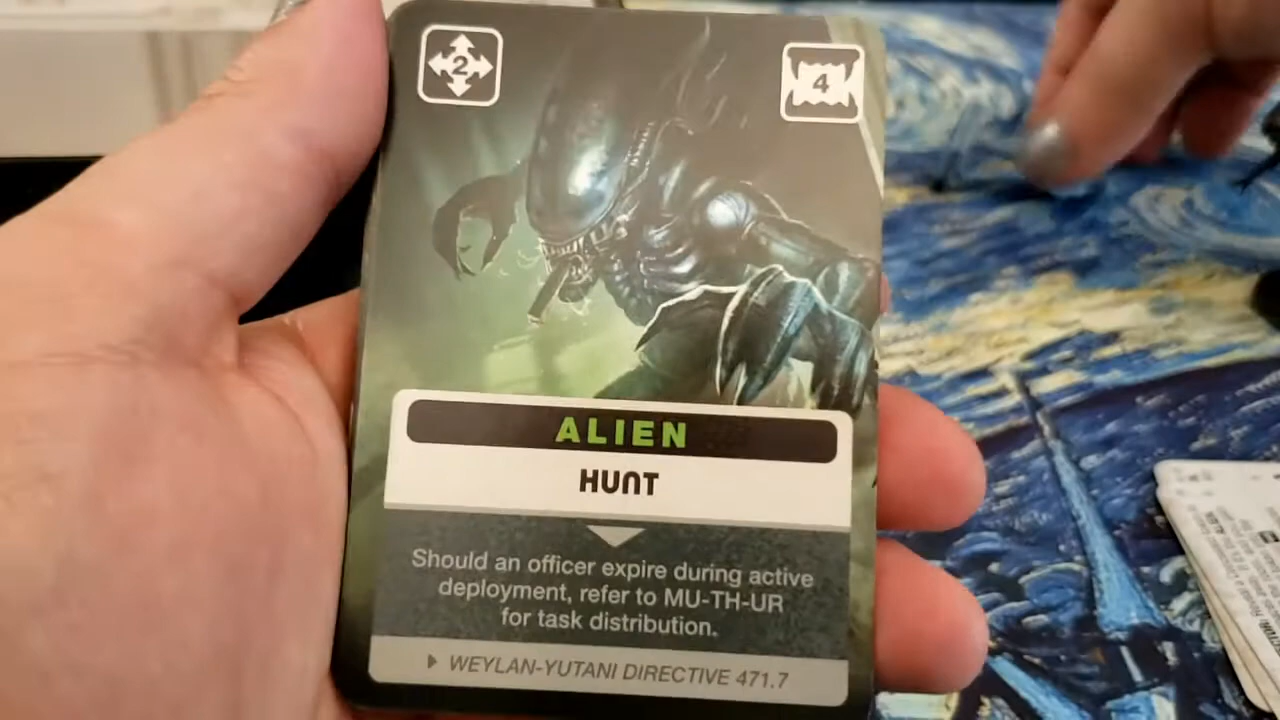 2
4
ALIEN
HUNT
Should an officer expire during active
deployment, refer to MU-TH-UR
for task distribution.
WEYLAN-YUTANI DIRECTIVE 471.7